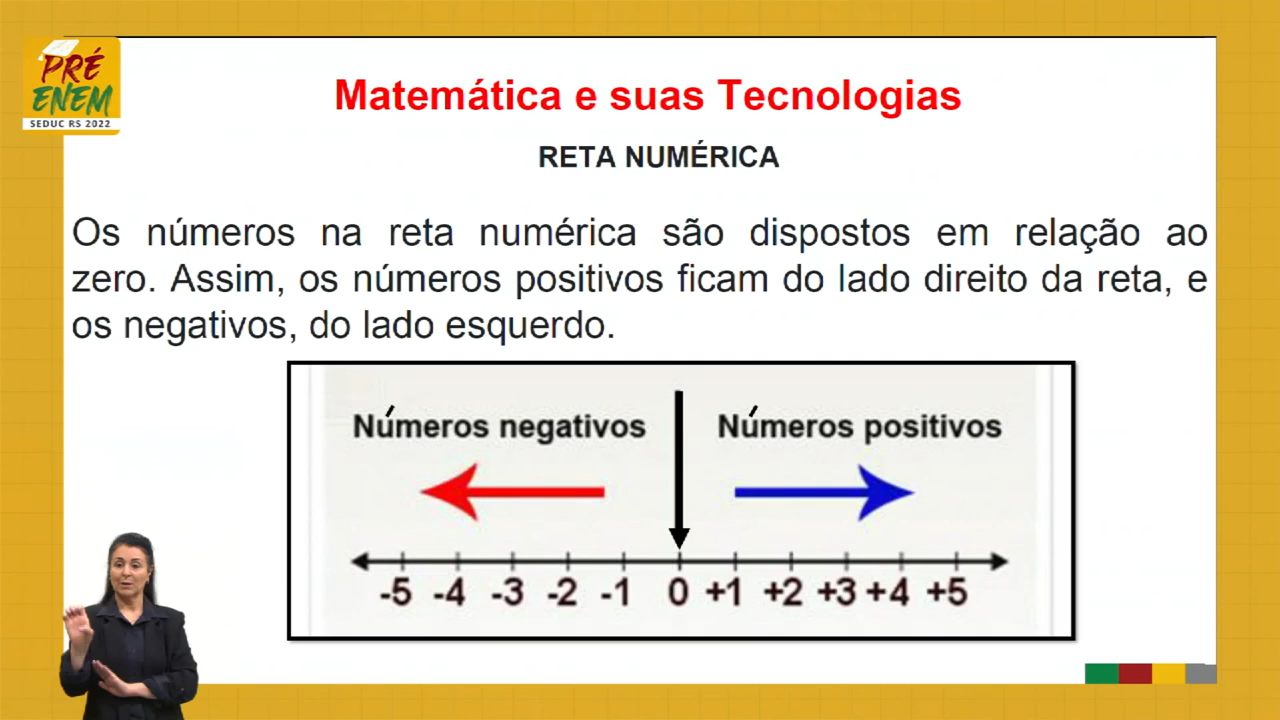 PRÉ
ENEM
SEDUC RS 2022
Matemática e suas Tecnologias
RETA NUMÉRICA
Os números na reta numérica são dispostos em relação ao
zero. Assim, os números positivos ficam do lado direito da reta, e
os negativos, do lado esquerdo.
Números negativos Números positivos
-5 -4 -3 -2 -1 0 +1 +2 +3 +4 +5